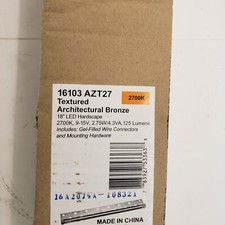 16103 AZT27
Textured
2700K
Architectural Bronze
18" LED Hardscape
2700K, 9-15V, 2.75W/4.3VA, 125 Lumens
Includes: Gel-Filled Wire Connectors
and Mounting Hardware
MADE IN CHINA